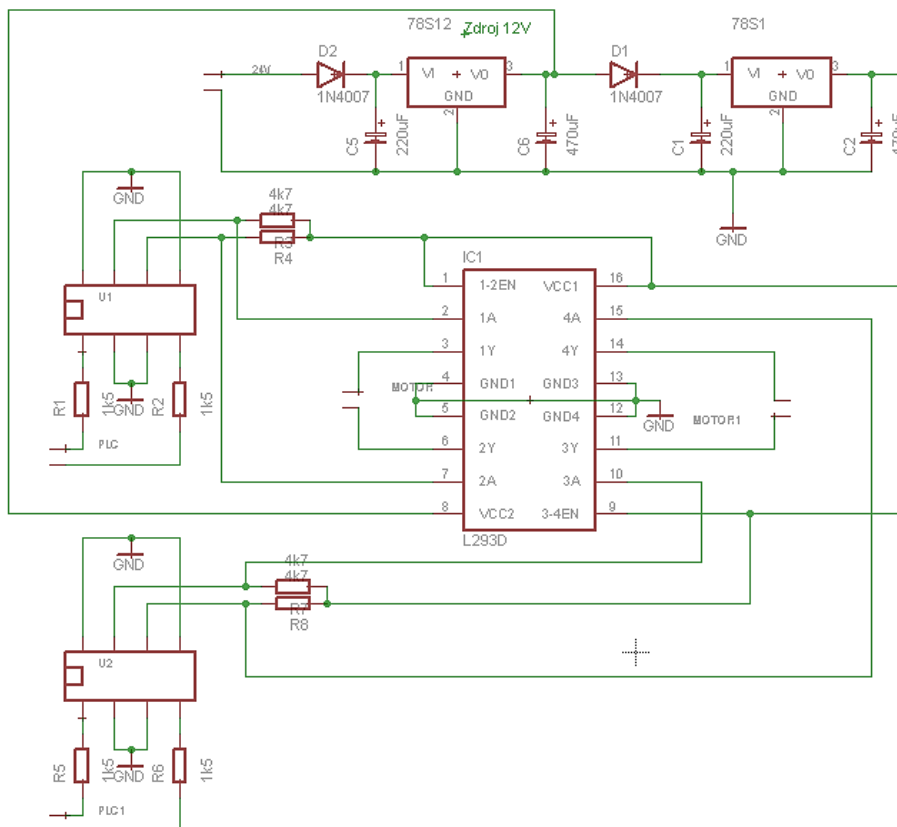 78S12
Zdroj 12V
78S1
D2
D1
24V
1
VI
VO
3
1
VI
VO
3
1N4007
GND
2
1N4007
GND
2
C5
220uF
C6
470uF
C1
220uF
C2
GND
4k7
4k7
R3
R4
GND
IC1
U1
1
1-2EN
VCC1
16
2
1A
4A
15
3
1Y
4Y
14
4
GND1
GND3
13
5
GND2
GND4
12
6
2Y
3Y
11
7
2A
3A
10
8
VCC2
3-4EN
9
L293D
MOTOR
MOTOR1
GND
R1
1k5
GND
R2
1k5
PLC
GND
4k7
4k7
R7
R8
U2
R5
1k5
GND
R6
1k5
PLC1